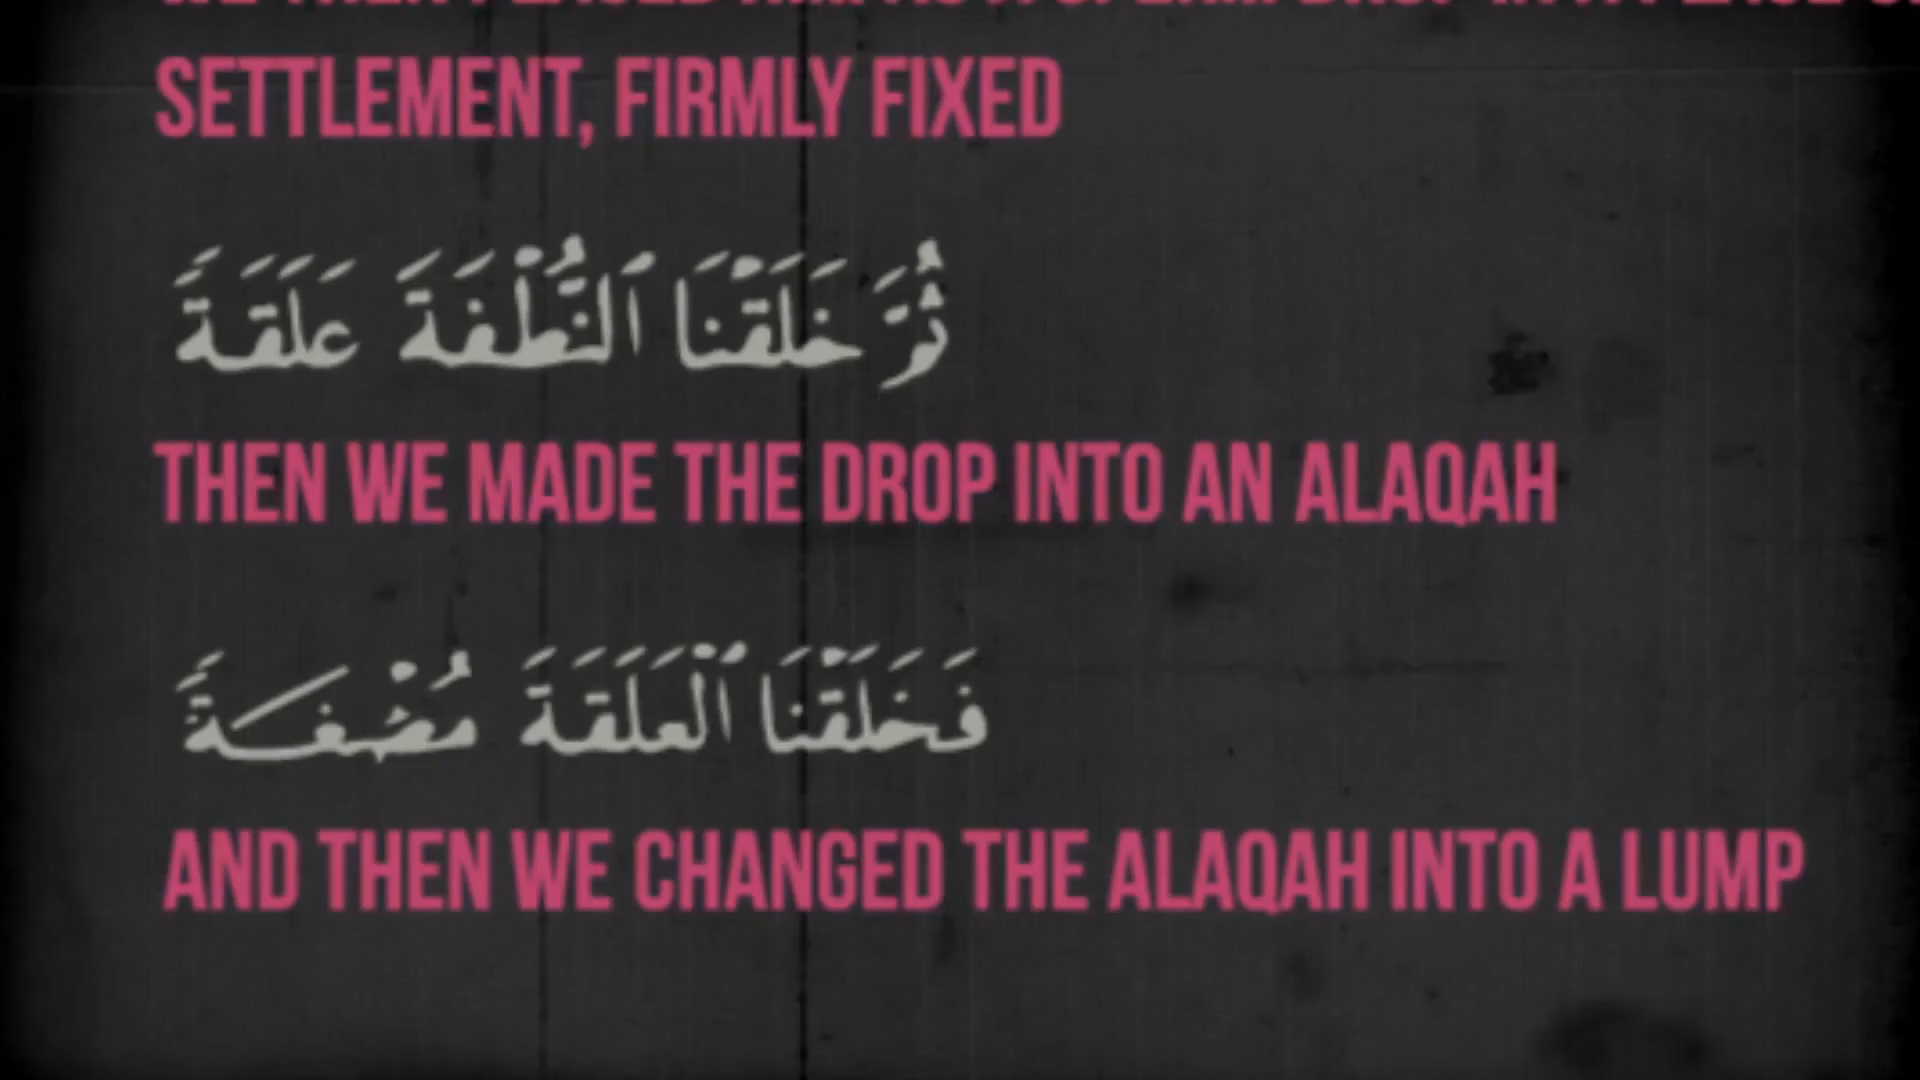 SETTLEMENT, FIRMLY FIXED
ثُمَّ خَلَقْنَا ٱلنُّطْفَةَ عَلَقَةً
THEN WE MADE THE DROP INTO AN ALAQAH
فَخَلَقْنَا ٱلْعَلَقَةَ مُضْغَةً
AND THEN WE CHANGED THE ALAQAH INTO A LUMP